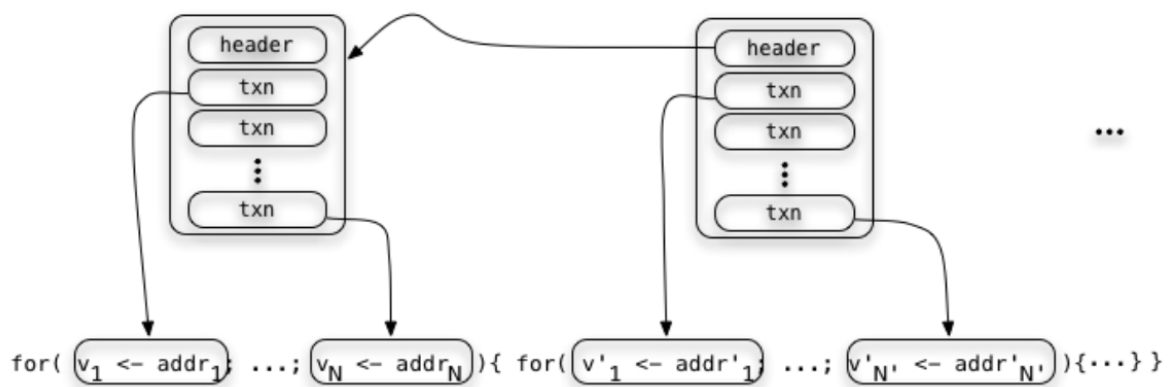 header header
txn txn
txn txn
txn txn
...
for( v1 <- addr1; ...; vN <- addrN ){ for( v'1 <- addr'1; ...; v'N' <- addr'N' ){...} }